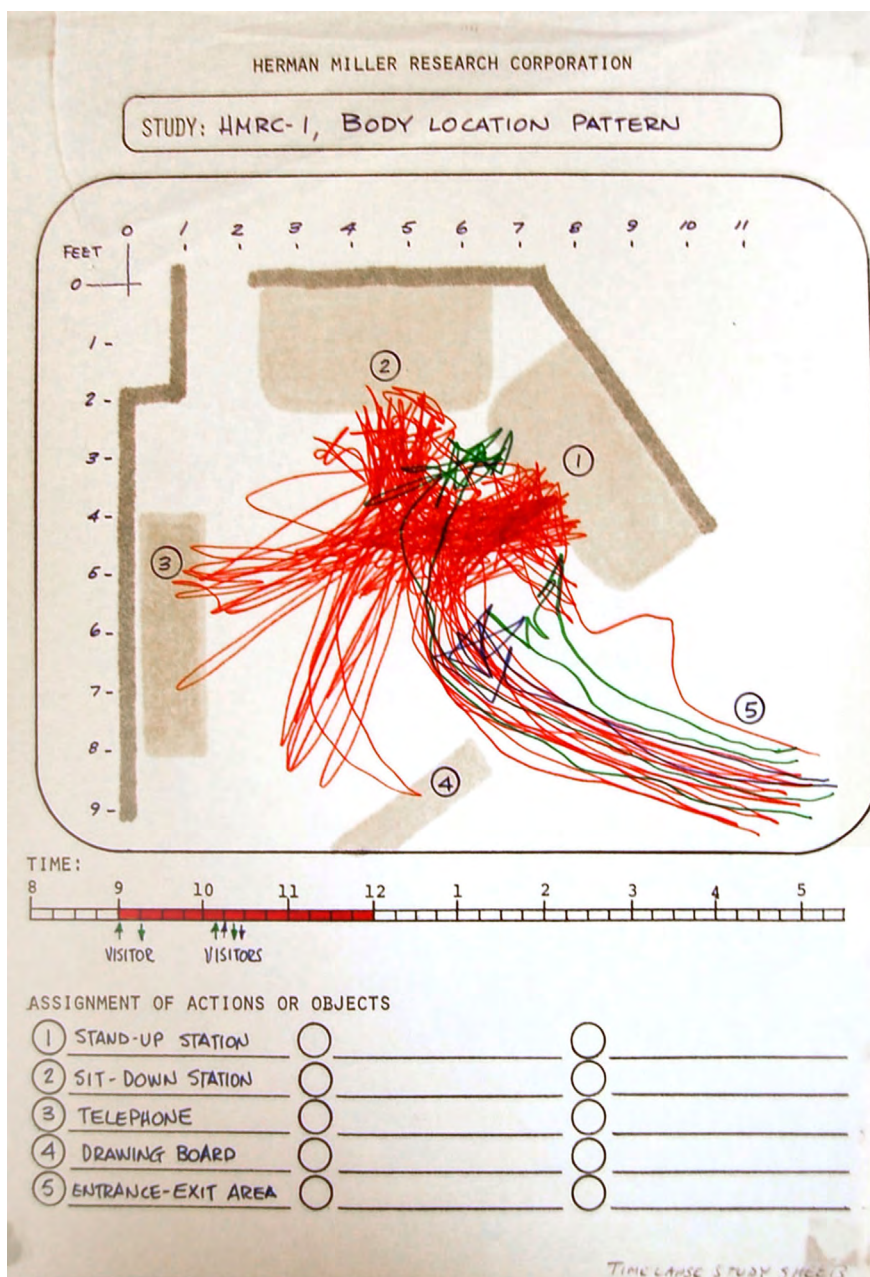 HERMAN MILLER RESEARCH CORPORATION
STUDY: HMRC-1, BODY LOCATION PATTERN
0 1 2 3 4 5 6 7 8 9 10 11
FEET
0
1
2
3
4
5
6
7
8
9
2
1
3
5
4
TIME:
8 9 10 11 12 1 2 3 4 5
VISITOR VISITORS
ASSIGNMENT OF ACTIONS OR OBJECTS
1 STAND-UP STATION
2 SIT-DOWN STATION
3 TELEPHONE
4 DRAWING BOARD
5 ENTRANCE-EXIT AREA
TIME LAPSE STUDY SHEET